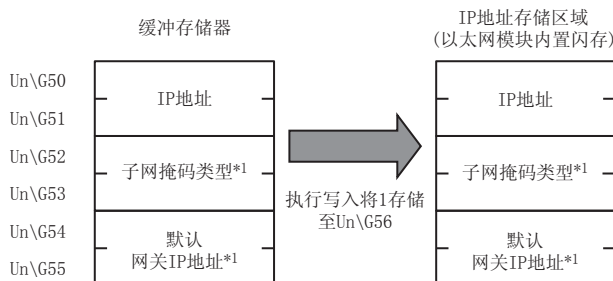 缓冲存储器
IP地址存储区域
(以太网模块内置闪存)
Un\G50
Un\G51
Un\G52
Un\G53
Un\G54
Un\G55
IP地址
子网掩码类型*1
默认
网关IP地址*1
执行写入将1存储
至Un\G56
IP地址
子网掩码类型*1
默认
网关IP地址*1